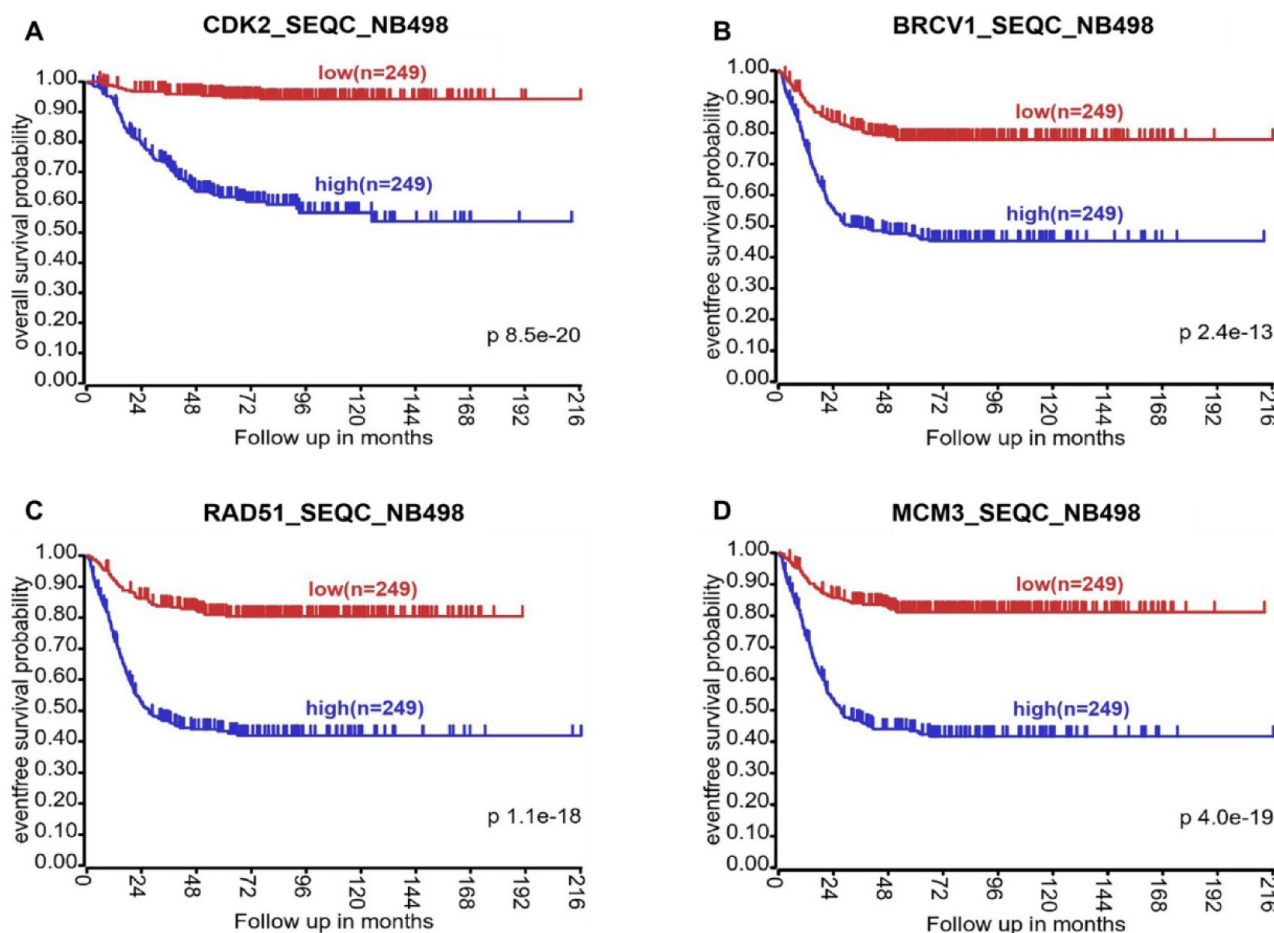 A
CDK2_SEQC_NB498
overall survival probability
1.00
0.90
0.80
0.70
0.60
0.50
0.40
0.30
0.20
0.10
0.00
low(n=249)
high(n=249)
p 8.5e-20
0 24 48 72 96 120 144 168 192 216
Follow up in months
B
BRCV1_SEQC_NB498
eventfree survival probability
1.00
0.90
0.80
0.70
0.60
0.50
0.40
0.30
0.20
0.10
0.00
low(n=249)
high(n=249)
p 2.4e-13
0 24 48 72 96 120 144 168 192 216
Follow up in months
C
RAD51_SEQC_NB498
eventfree survival probability
1.00
0.90
0.80
0.70
0.60
0.50
0.40
0.30
0.20
0.10
0.00
low(n=249)
high(n=249)
p 1.1e-18
0 24 48 72 96 120 144 168 192 216
Follow up in months
D
MCM3_SEQC_NB498
eventfree survival probability
1.00
0.90
0.80
0.70
0.60
0.50
0.40
0.30
0.20
0.10
0.00
low(n=249)
high(n=249)
p 4.0e-19
0 24 48 72 96 120 144 168 192 216
Follow up in months